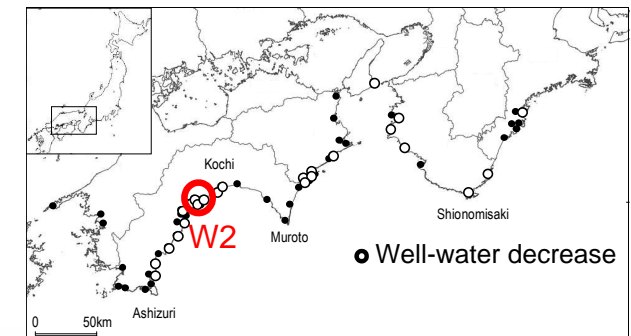 Kochi
W2
Muroto
Shionomisaki
Well-water decrease
Ashizuri
0 50km